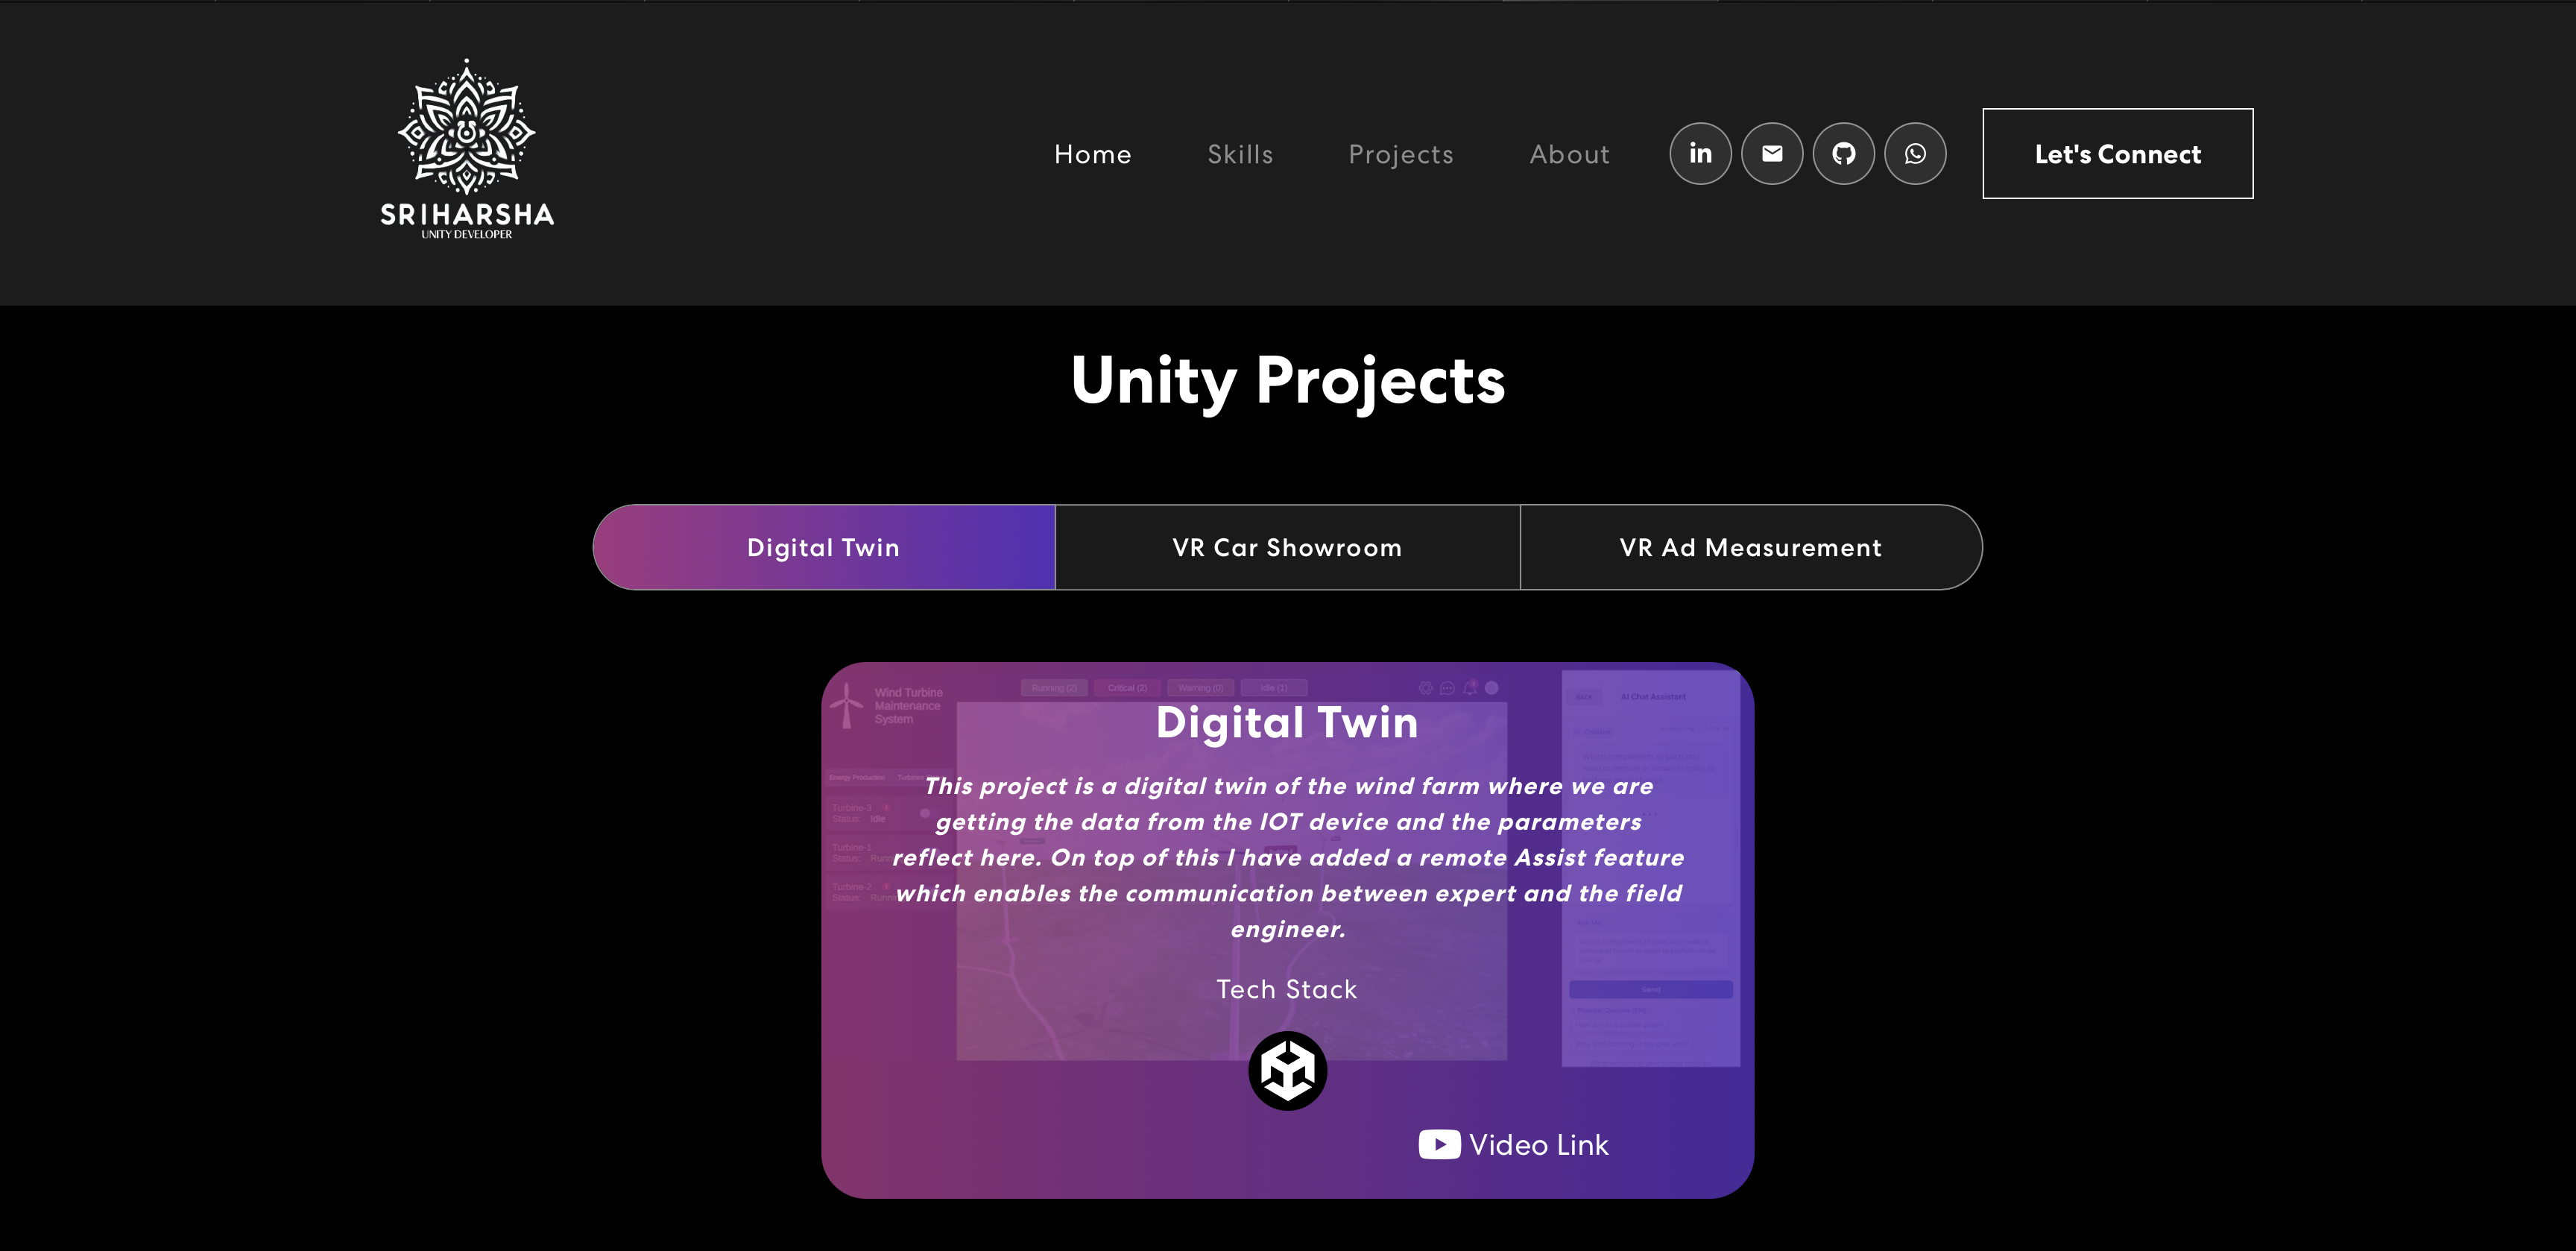 SRIHARSHA
UNITY DEVELOPER
Home
Skills
Projects
About
in
Let's Connect
Unity Projects
Digital Twin
VR Car Showroom
VR Ad Measurement
Wind Turbine
Maintenance
System
Running (2)
Critical (2)
Warning (0)
Idle (1)
AI Chat Assistant
Digital Twin
Energy Production
Turbine-3
Status: Idle
Turbine-1
Status:
Turbine-2
Status:
This project is a digital twin of the wind farm where we are
getting the data from the IOT device and the parameters
reflect here. On top of this I have added a remote Assist feature
which enables the communication between expert and the field
engineer.
Send
Tech Stack
Video Link